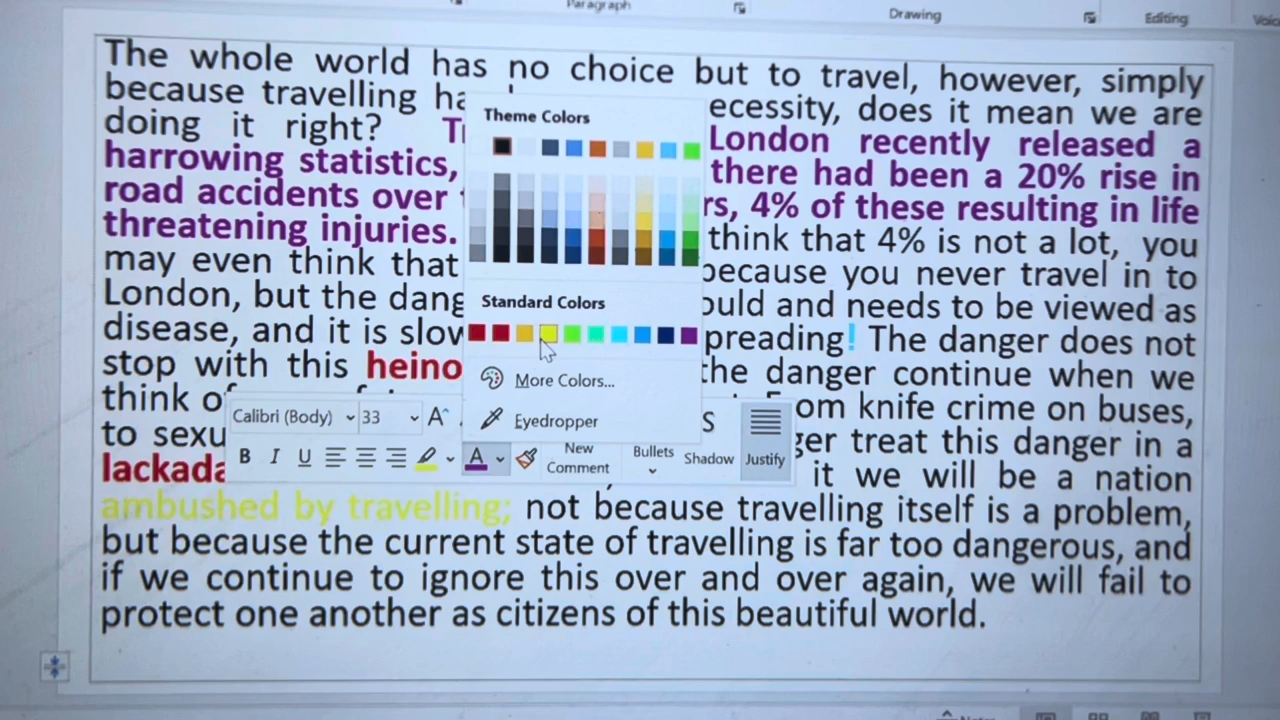 Paragraph Drawing Editing
The whole world has no choice but to travel, however, simply
because travelling ecessity, does it mean we are
doing it right? London recently released a
harrowing statistics, there had been a 20% rise in
road accidents over rs, 4% of these resulting in life
threatening injuries. think that 4% is not a lot, you
may even think that because you never travel in to
London, but the dang ould and needs to be viewed as
disease, and it is slow preading! The danger does not
stop with this heino the danger continue when we
think om knife crime on buses,
to sexu ger treat this danger in a
lackada it we will be a nation
ambushed by travelling; not because travelling itself is a problem,
but because the current state of travelling is far too dangerous, and
if we continue to ignore this over and over again, we will fail to
protect one another as citizens of this beautiful world.
Theme Colors
Standard Colors
More Colors...
Eyedropper
Calibri (Body) 33 A
B I U A New Comment Bullets Shadow Justify